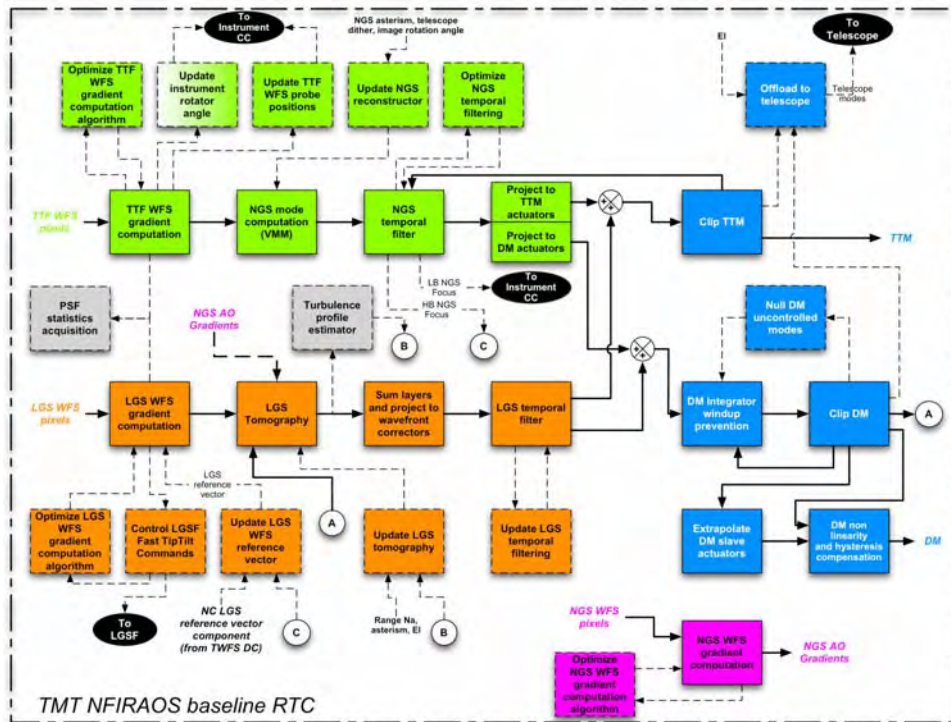 To
Instrument
CC
NGS asterism, telescope
dither, image rotation angle
To
Telescope
El
Optimize TTF
WFS
gradient
computation
algorithm
Update
instrument
rotator
angle
Update TTF
WFS probe
positions
Update NGS
reconstructor
Optimize
NGS
temporal
filtering
Offload to
telescope
Telescope
modes
TTF WFS
pixels
TTF WFS
gradient
computation
NGS mode
computation
(VMM)
NGS
temporal
filter
Project to
TTM
actuators
Project to
DM actuators
Clip TTM
TTM
LB NGS
Focus
To
Instrument
CC
HB NGS
Focus
PSF
statistics
acquisition
NGS AO
Gradients
Turbulence
profile
estimator
B
C
Null DM
uncontrolled
modes
LGS WFS
pixels
LGS WFS
gradient
computation
LGS
Tomography
Sum layers
and project to
wavefront
correctors
LGS temporal
filter
DM Integrator
windup
prevention
Clip DM
A
LGS
reference
vector
A
Optimize LGS
WFS
gradient
computation
algorithm
Control LGSF
Fast TipTilt
Commands
Update LGS
WFS
reference
vector
Update LGS
tomography
Update LGS
temporal
filtering
Extrapolate
DM slave
actuators
DM non
linearity
and hysteresis
compensation
DM
To
LGSF
NC LGS
reference vector
component
(from TWFS DC)
C
Range Na,
asterism, El
B
NGS WFS
pixels
NGS WFS
gradient
computation
NGS AO
Gradients
Optimize
NGS WFS
gradient
computation
algorithm
TMT NFIRAOS baseline RTC